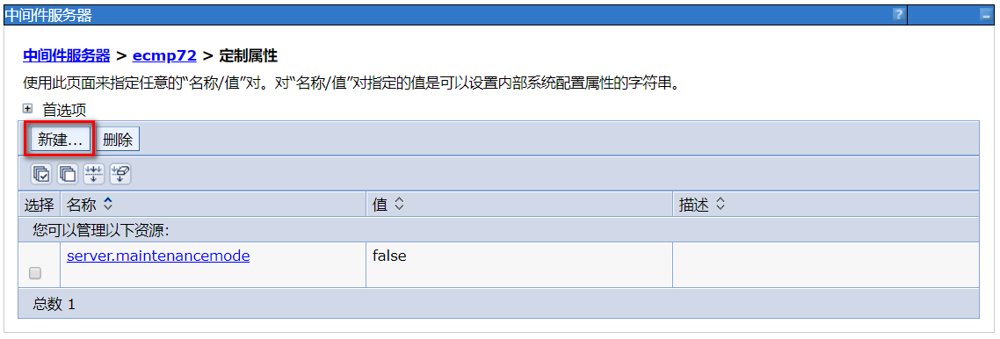 中间件服务器 ?
中间件服务器 > ecmp72 > 定制属性
使用此页面来指定任意的“名称/值”对。对“名称/值”对指定的值是可以设置内部系统配置属性的字符串。
首选项
新建... 删除
选择 名称 值 描述
您可以管理以下资源:
server.maintenancemode false
总数 1